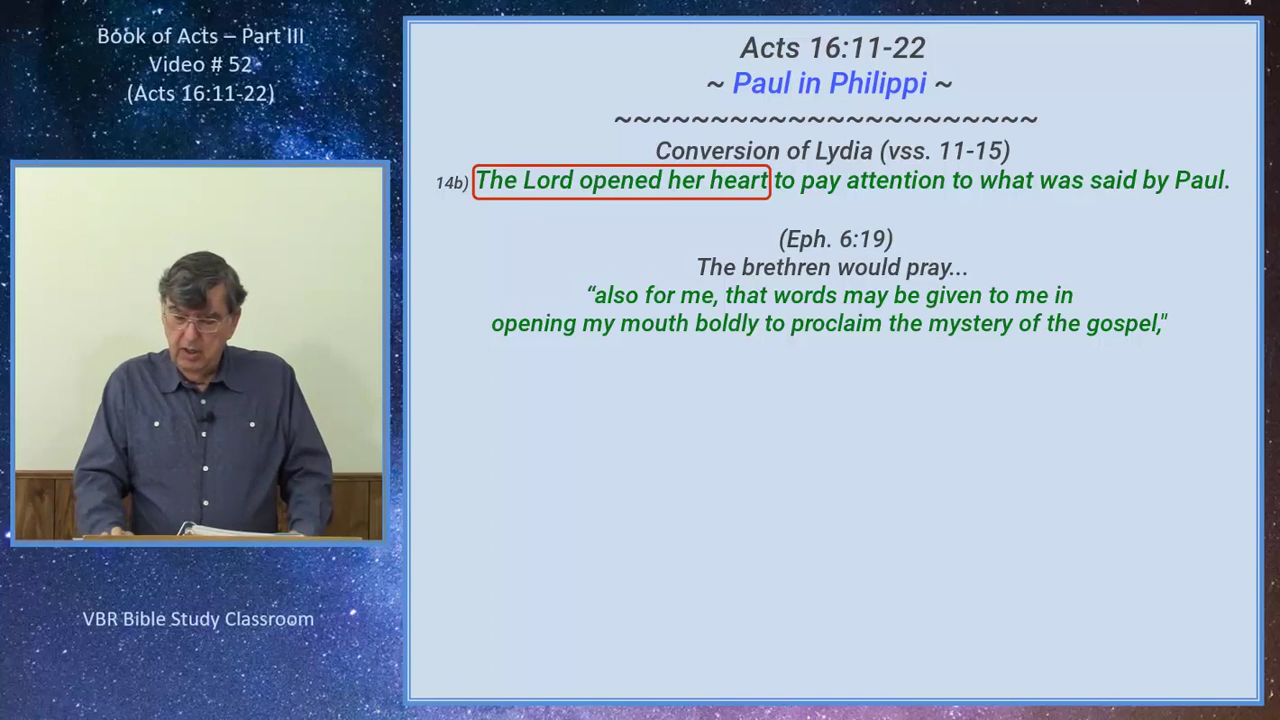 Book of Acts – Part III
Video # 52
(Acts 16:11-22)
VBR Bible Study Classroom
Acts 16:11-22
~ Paul in Philippi ~
~~~~~~~~~~~~~~~~~~~~~~
Conversion of Lydia (vss. 11-15)
14b) The Lord opened her heart to pay attention to what was said by Paul.
(Eph. 6:19)
The brethren would pray...
“also for me, that words may be given to me in
opening my mouth boldly to proclaim the mystery of the gospel,"